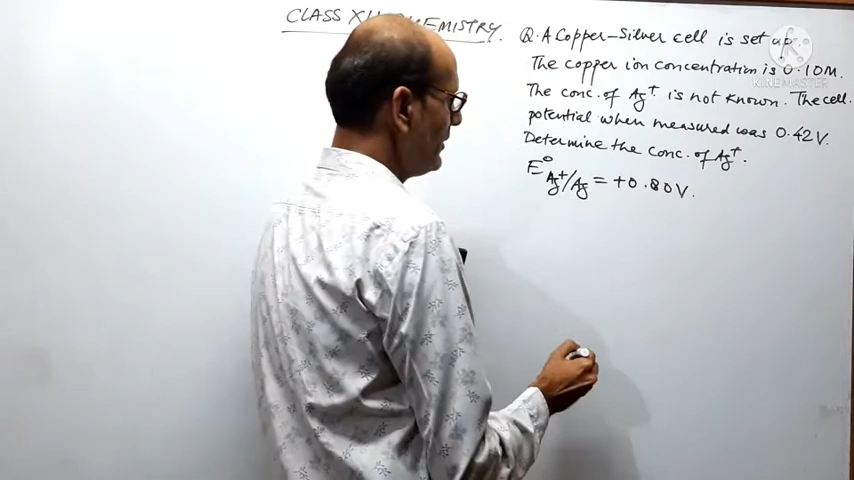 CLASS XII CHEMISTRY.
Q. A Copper-Silver cell is set up.
The copper ion concentration is 0.10M.
The conc. of Ag+ is not known. The cell
potential when measured was 0.42V.
Determine the conc. of Ag+.
E° Ag+/Ag = +0.80V.
KINEMASTER